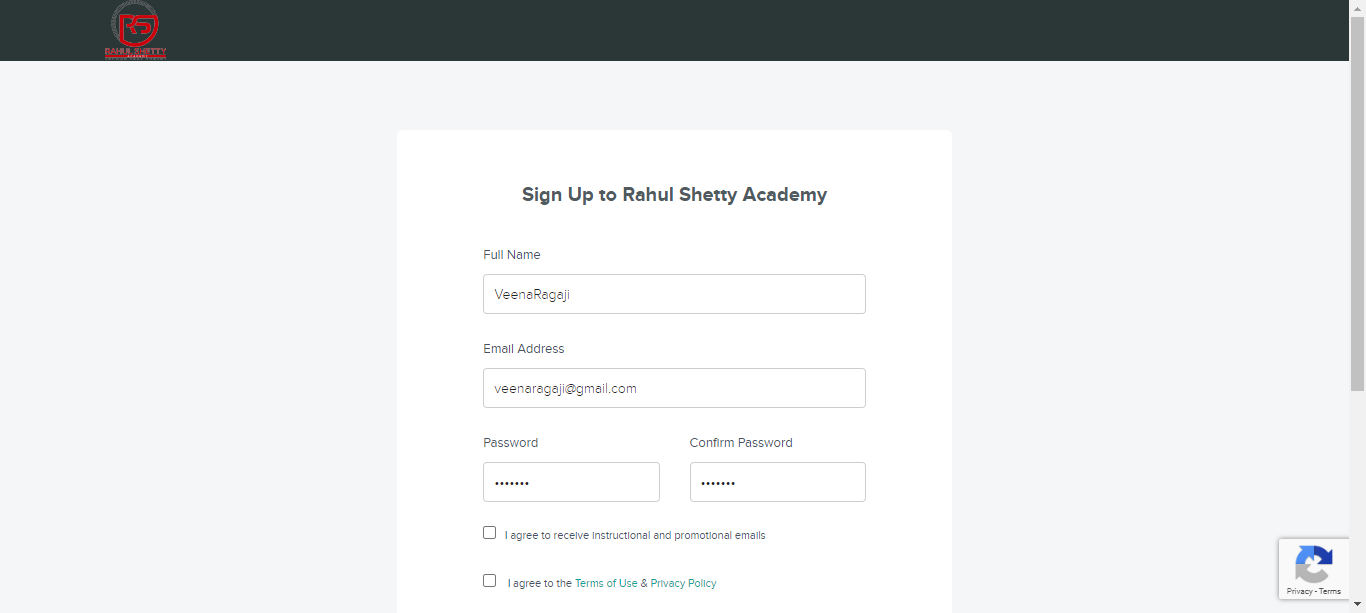 RAHUL SHETTY
Sign Up to Rahul Shetty Academy
Full Name
VeenaRagaji
Email Address
veenaragaji@gmail.com
Password Confirm Password
••••••• •••••••
I agree to receive instructional and promotional emails
I agree to the Terms of Use & Privacy Policy
Privacy - Terms